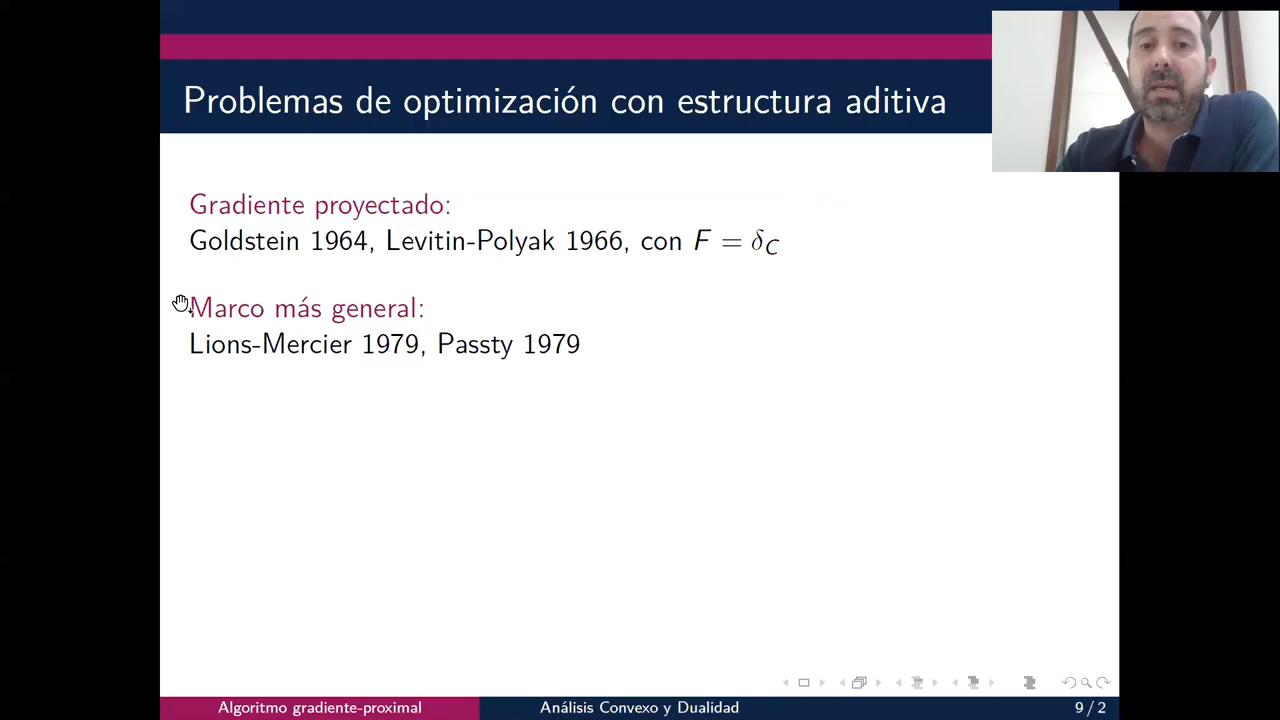 Problemas de optimización con estructura aditiva
Gradiente proyectado:
Goldstein 1964, Levitin-Polyak 1966, con F = δ_C
Marco más general:
Lions-Mercier 1979, Passty 1979
Algoritmo gradiente-proximal Análisis Convexo y Dualidad 9 / 2